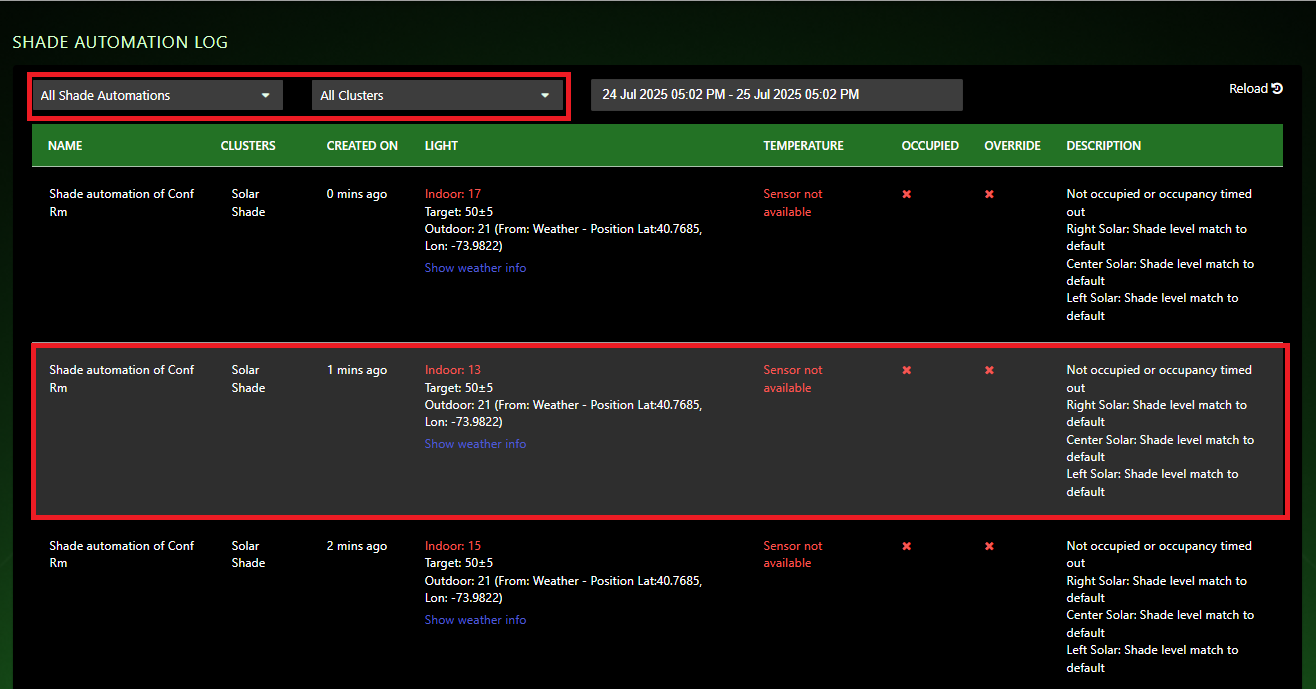 SHADE AUTOMATION LOG
All Shade Automations
All Clusters
24 Jul 2025 05:02 PM - 25 Jul 2025 05:02 PM
Reload
NAME
CLUSTERS
CREATED ON
LIGHT
TEMPERATURE
OCCUPIED
OVERRIDE
DESCRIPTION
Shade automation of Conf
Rm
Solar
Shade
0 mins ago
Indoor: 17
Target: 50±5
Outdoor: 21 (From: Weather - Position Lat:40.7685,
Lon: -73.9822)
Show weather info
Sensor not
available
Not occupied or occupancy timed
out
Right Solar: Shade level match to
default
Center Solar: Shade level match to
default
Left Solar: Shade level match to
default
Shade automation of Conf
Rm
Solar
Shade
1 mins ago
Indoor: 13
Target: 50±5
Outdoor: 21 (From: Weather - Position Lat:40.7685,
Lon: -73.9822)
Show weather info
Sensor not
available
Not occupied or occupancy timed
out
Right Solar: Shade level match to
default
Center Solar: Shade level match to
default
Left Solar: Shade level match to
default
Shade automation of Conf
Rm
Solar
Shade
2 mins ago
Indoor: 15
Target: 50±5
Outdoor: 21 (From: Weather - Position Lat:40.7685,
Lon: -73.9822)
Show weather info
Sensor not
available
Not occupied or occupancy timed
out
Right Solar: Shade level match to
default
Center Solar: Shade level match to
default
Left Solar: Shade level match to
default